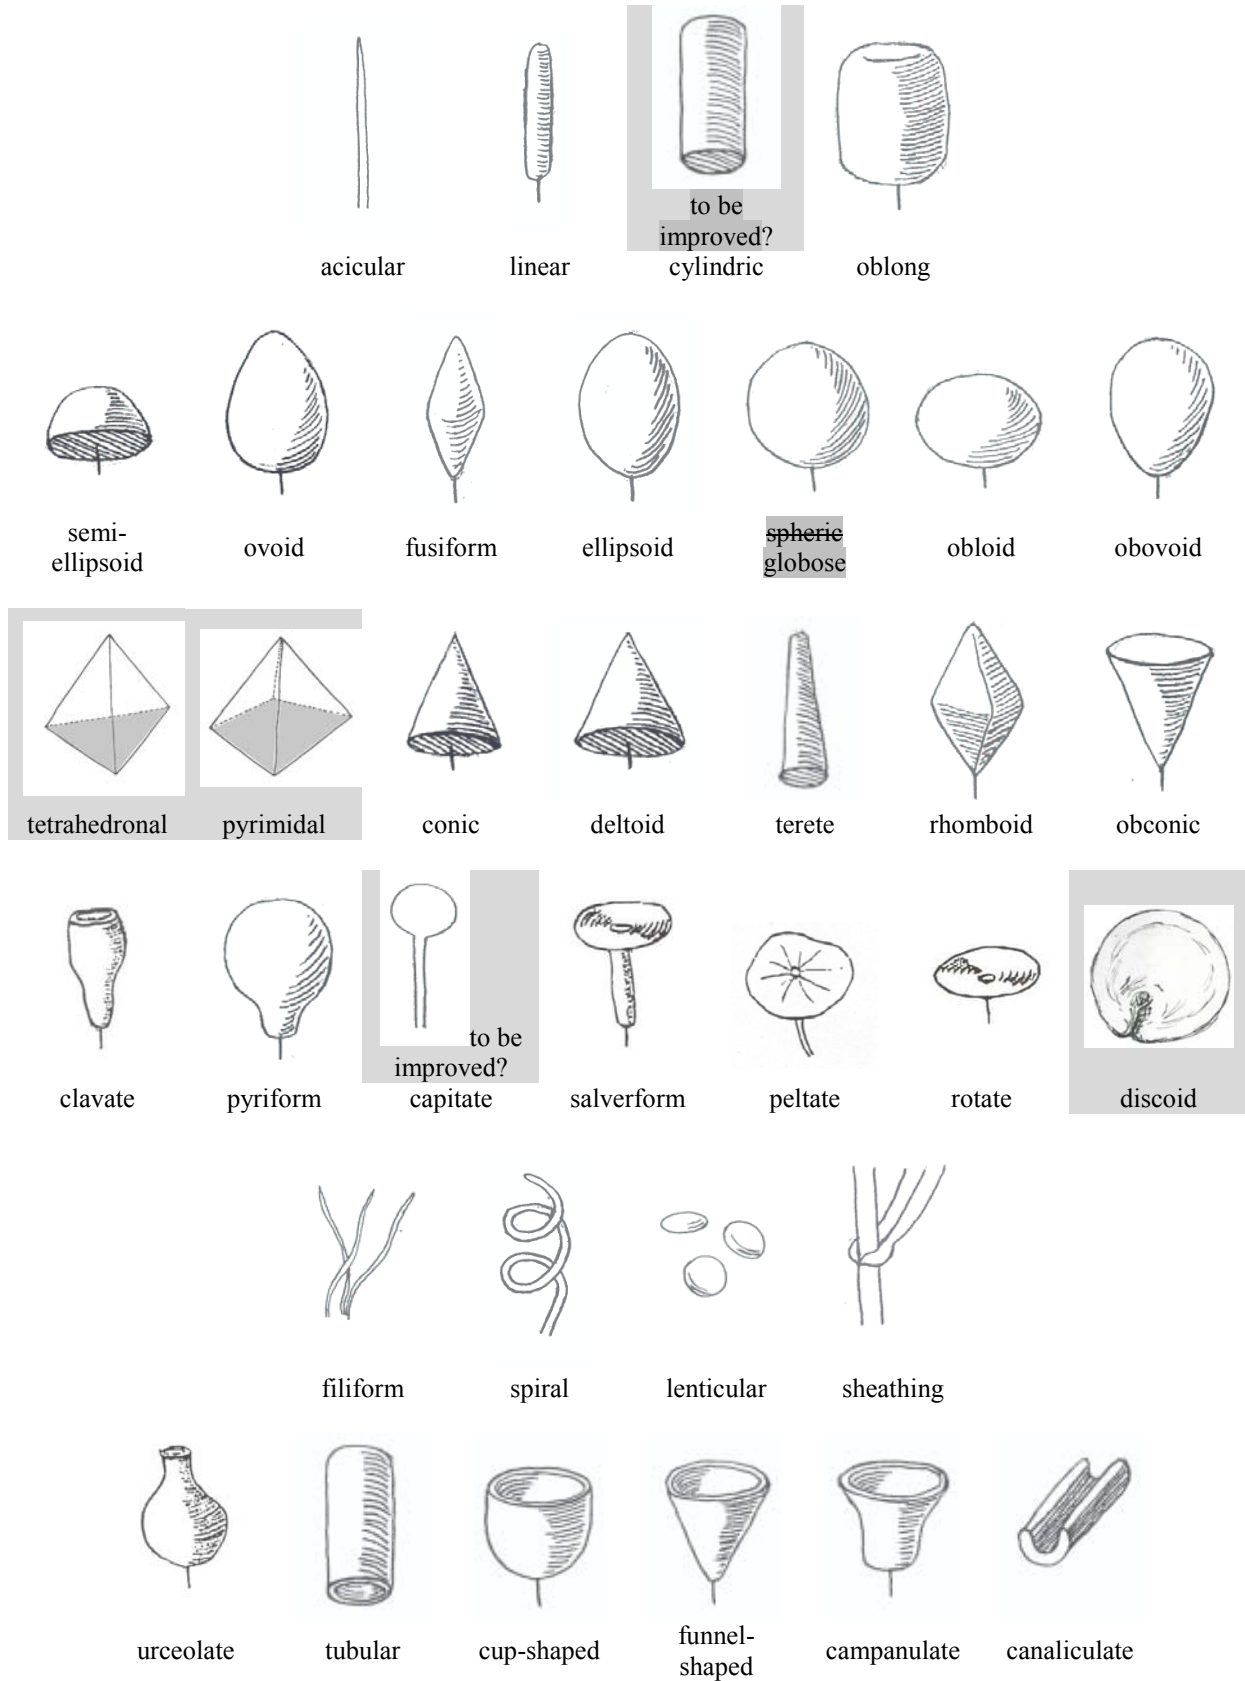 to be
improved?
acicular linear cylindric oblong
semi-
ellipsoid ovoid fusiform ellipsoid spheric
globose obloid obovoid
tetrahedronal pyrimidal conic deltoid terete rhomboid obconic
to be
improved?
clavate pyriform capitate salverform peltate rotate discoid
filiform spiral lenticular sheathing
urceolate tubular cup-shaped funnel-
shaped campanulate canaliculate